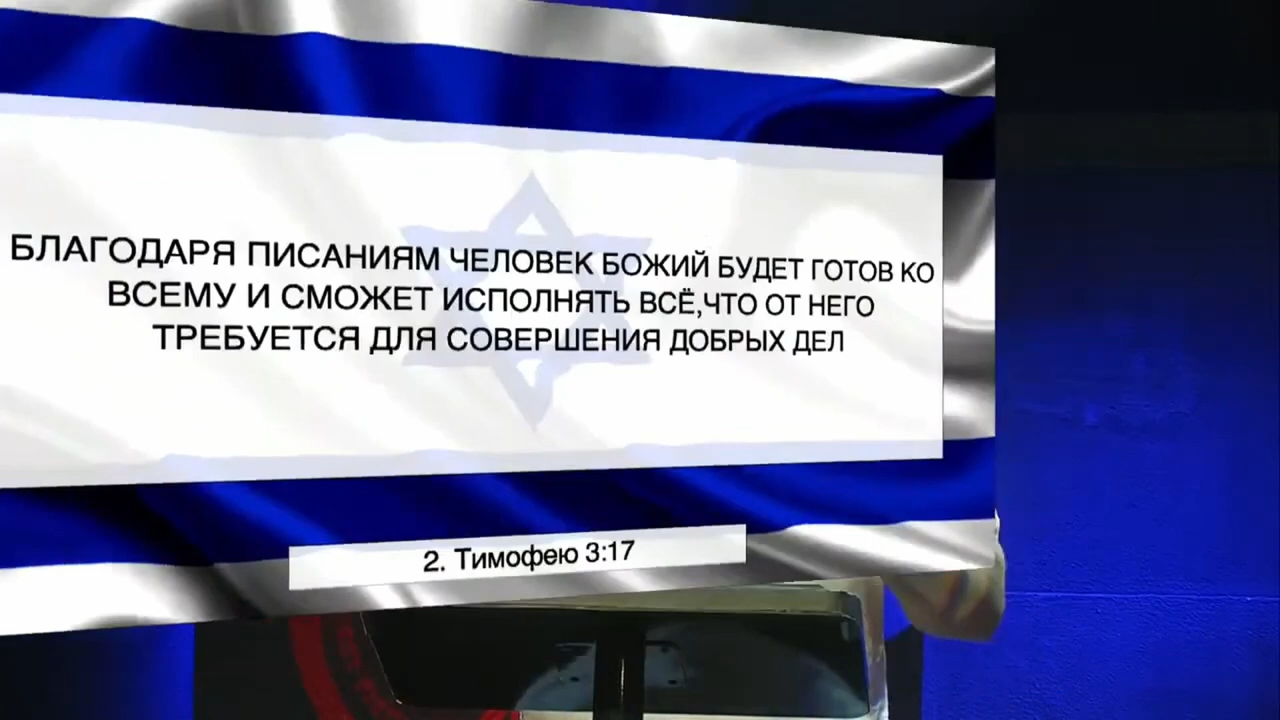 БЛАГОДАРЯ ПИСАНИЯМ ЧЕЛОВЕК БОЖИЙ БУДЕТ ГОТОВ КО
ВСЕМУ И СМОЖЕТ ИСПОЛНЯТЬ ВСЁ,ЧТО ОТ НЕГО
ТРЕБУЕТСЯ ДЛЯ СОВЕРШЕНИЯ ДОБРЫХ ДЕЛ
2. Тимофею 3:17